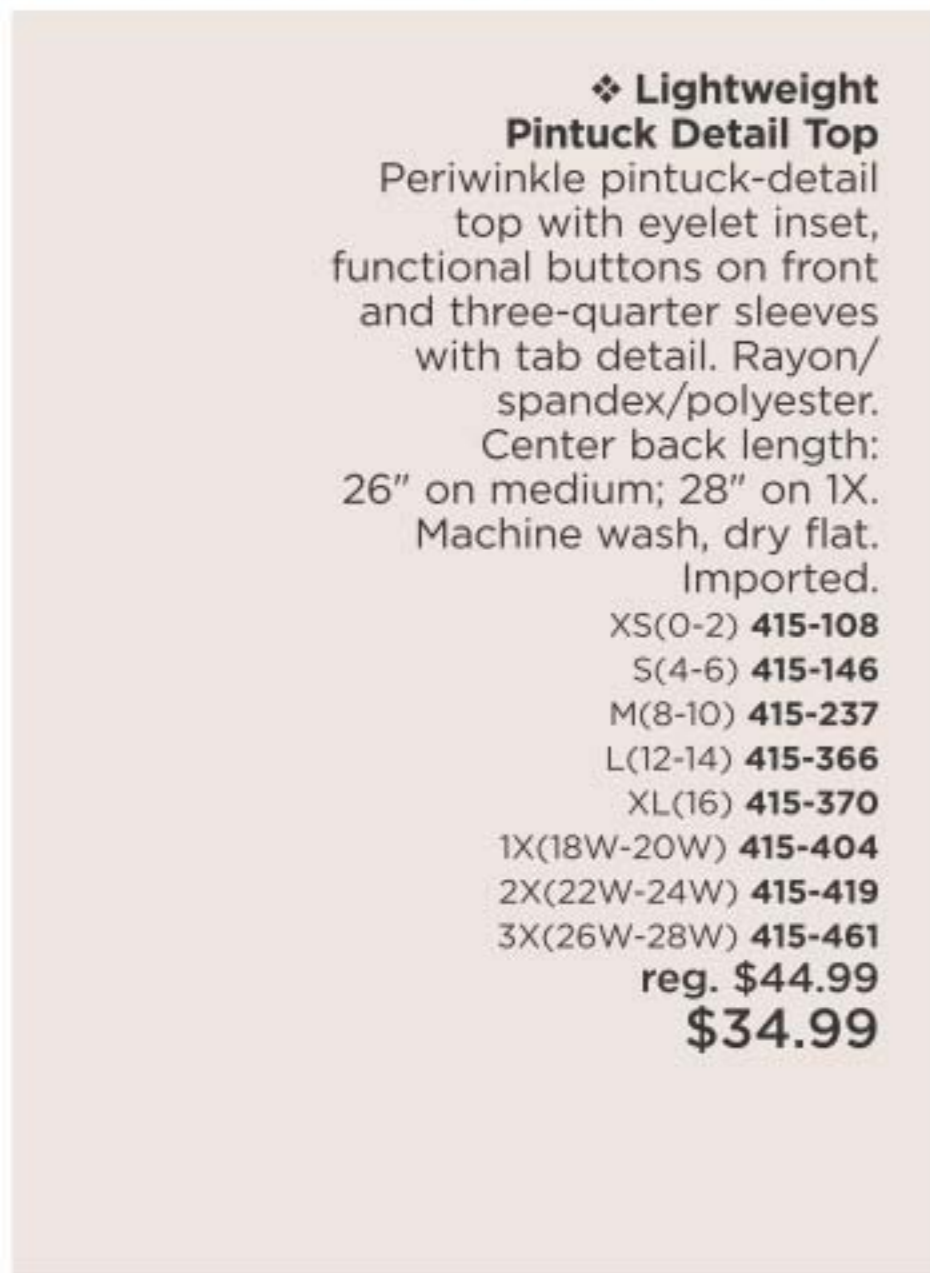 ❖ Lightweight
Pintuck Detail Top
Periwinkle pintuck-detail
top with eyelet inset,
functional buttons on front
and three-quarter sleeves
with tab detail. Rayon/
spandex/polyester.
Center back length:
26" on medium; 28" on 1X.
Machine wash, dry flat.
Imported.
XS(0-2) 415-108
S(4-6) 415-146
M(8-10) 415-237
L(12-14) 415-366
XL(16) 415-370
1X(18W-20W) 415-404
2X(22W-24W) 415-419
3X(26W-28W) 415-461
reg. $44.99
$34.99